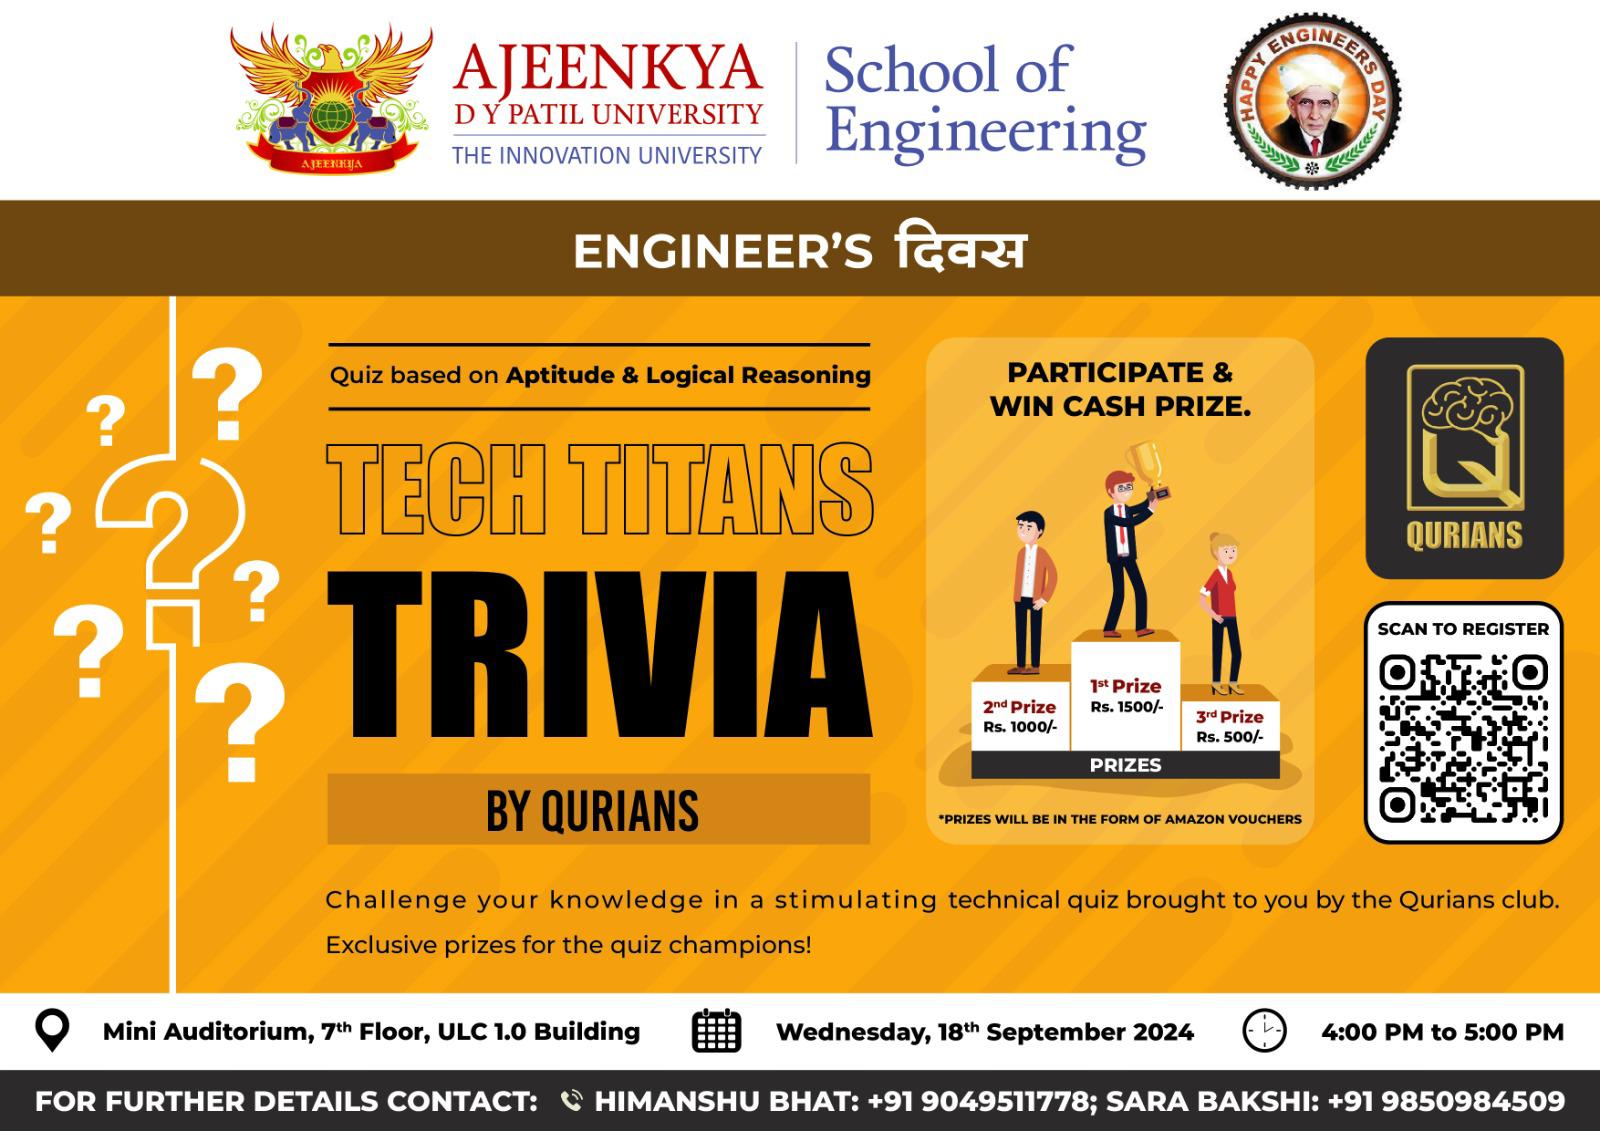 AJEENKYA
D Y PATIL UNIVERSITY
THE INNOVATION UNIVERSITY
AJEENKYA
School of
Engineering
HAPPY ENGINEERS DAY
ENGINEER'S दिवस
Quiz based on Aptitude & Logical Reasoning
TECH TITANS
TRIVIA
BY QURIANS
PARTICIPATE &
WIN CASH PRIZE.
2nd Prize
Rs. 1000/-
1st Prize
Rs. 1500/-
3rd Prize
Rs. 500/-
PRIZES
*PRIZES WILL BE IN THE FORM OF AMAZON VOUCHERS
QURIANS
SCAN TO REGISTER
Challenge your knowledge in a stimulating technical quiz brought to you by the Qurians club.
Exclusive prizes for the quiz champions!
Mini Auditorium, 7th Floor, ULC 1.0 Building
Wednesday, 18th September 2024
4:00 PM to 5:00 PM
FOR FURTHER DETAILS CONTACT: HIMANSHU BHAT: +91 9049511778; SARA BAKSHI: +91 9850984509